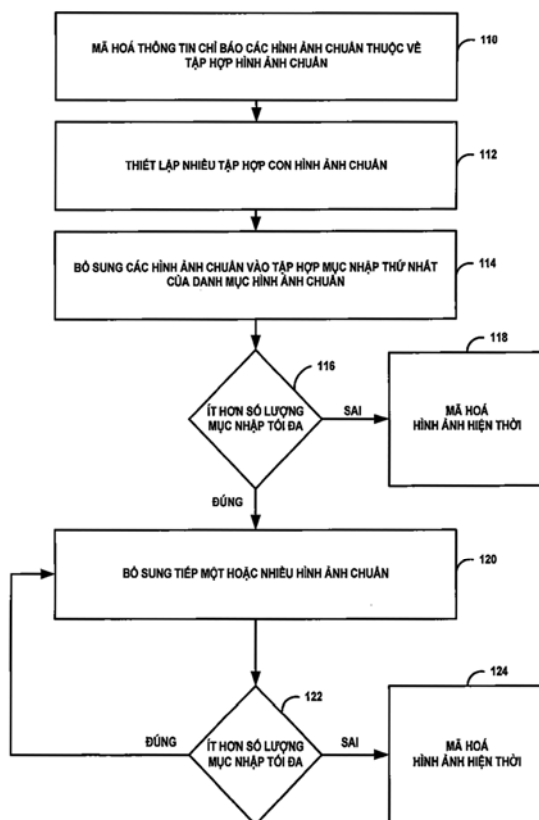 MÃ HOÁ THÔNG TIN CHỈ BÁO CÁC HÌNH ẢNH CHUẨN THUỘC VỀ
TẬP HỢP HÌNH ẢNH CHUẨN
110
THIẾT LẬP NHIỀU TẬP HỢP CON HÌNH ẢNH CHUẨN
112
BỔ SUNG CÁC HÌNH ẢNH CHUẨN VÀO TẬP HỢP MỤC NHẬP THỨ NHẤT
CỦA DANH MỤC HÌNH ẢNH CHUẨN
114
116
ÍT HƠN SỐ LƯỢNG
MỤC NHẬP TỐI ĐA
SAI
118
MÃ HOÁ
HÌNH ẢNH HIỆN THỜI
ĐÚNG
BỔ SUNG TIẾP MỘT HOẶC NHIỀU HÌNH ẢNH CHUẨN
120
122
ĐÚNG
ÍT HƠN SỐ LƯỢNG
MỤC NHẬP TỐI ĐA
SAI
124
MÃ HOÁ
HÌNH ẢNH HIỆN THỜI